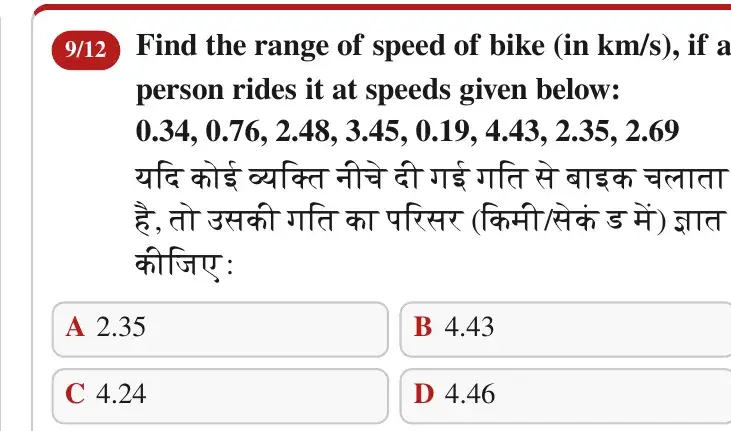 9/12 Find the range of speed of bike (in km/s), if a
person rides it at speeds given below:
0.34, 0.76, 2.48, 3.45, 0.19, 4.43, 2.35, 2.69
यदि कोई व्यक्ति नीचे दी गई गति से बाइक चलाता
है, तो उसकी गति का परिसर (किमी/सेकं ड में) ज्ञात
कीजिए:
A 2.35
B 4.43
C 4.24
D 4.46